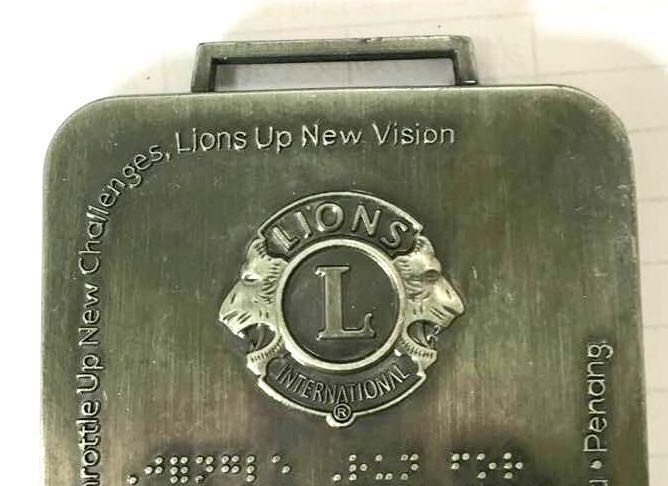 Throttle Up New Challenges, Lions Up New Vision
LIONS
L
INTERNATIONAL
®
• Penang